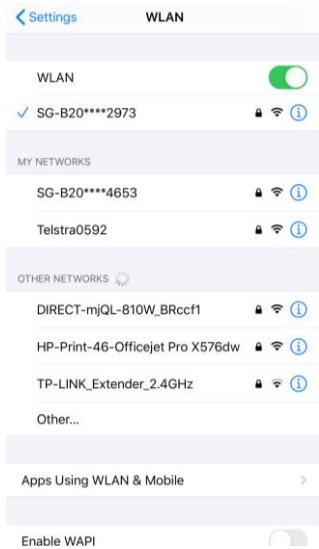 Settings WLAN
WLAN
SG-B20****2973
MY NETWORKS
SG-B20****4653
Telstra0592
OTHER NETWORKS
DIRECT-mjQL-810W_BRccf1
HP-Print-46-Officejet Pro X576dw
TP-LINK_Extender_2.4GHz
Other...
Apps Using WLAN & Mobile
Enable WAPI